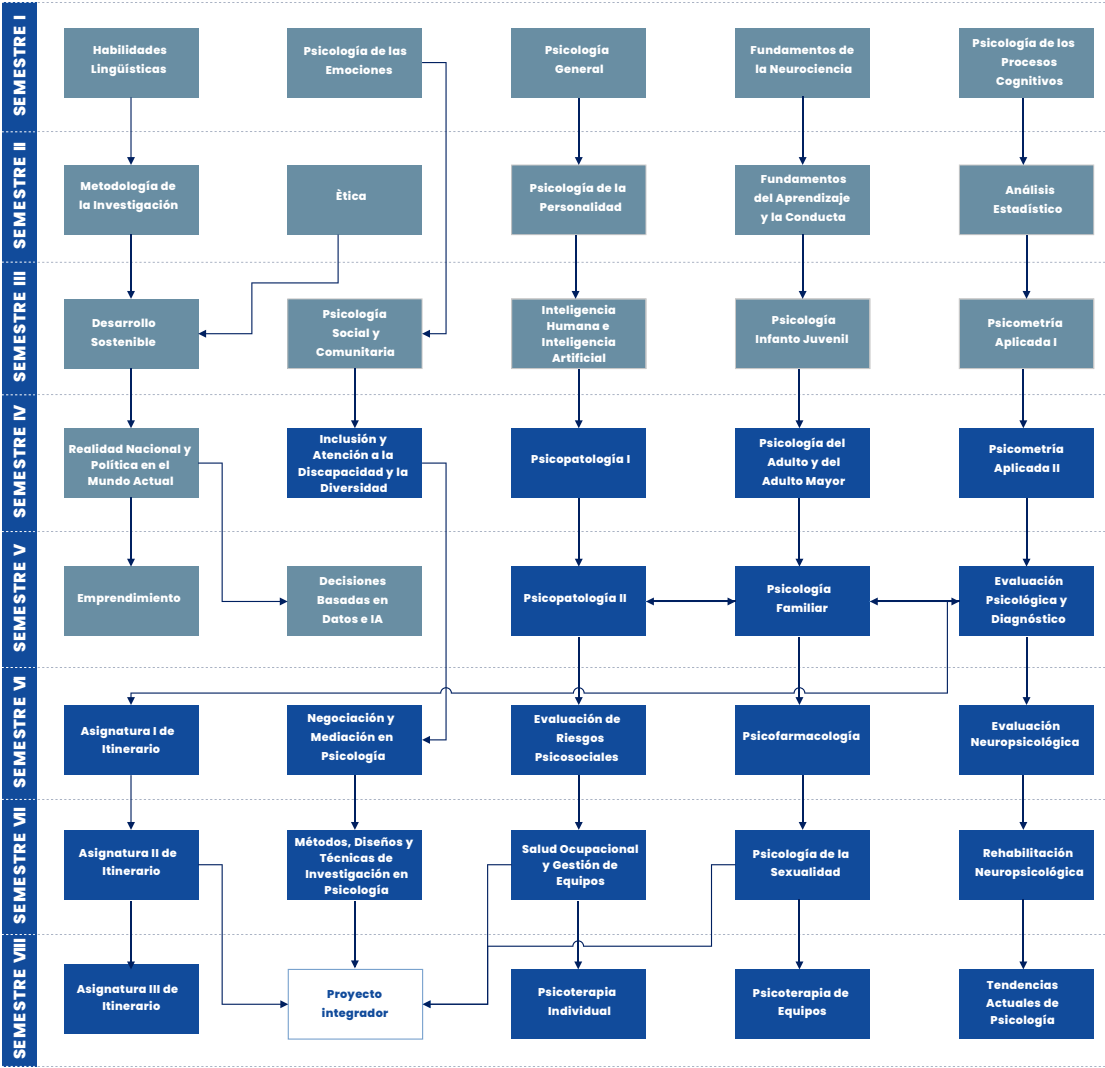 SEMESTRE I
Habilidades
Lingüísticas
Psicología de las
Emociones
Psicología
General
Fundamentos de
la Neurociencia
Psicología de los
Procesos
Cognitivos
SEMESTRE II
Metodología de
la Investigación
Ètica
Psicología de la
Personalidad
Fundamentos
del Aprendizaje
y la Conducta
Análisis
Estadístico
SEMESTRE III
Desarrollo
Sostenible
Psicología
Social y
Comunitaria
Inteligencia
Humana e
Inteligencia
Artificial
Psicología
Infanto Juvenil
Psicometría
Aplicada I
SEMESTRE IV
Realidad Nacional y
Política en el
Mundo Actual
Inclusión y
Atención a la
Discapacidad y la
Diversidad
Psicopatología I
Psicología del
Adulto y del
Adulto Mayor
Psicometría
Aplicada II
SEMESTRE V
Emprendimiento
Decisiones
Basadas en
Datos e IA
Psicopatología II
Psicología
Familiar
Evaluación
Psicológica y
Diagnóstico
SEMESTRE VI
Asignatura I de
Itinerario
Negociación y
Mediación en
Psicología
Evaluación de
Riesgos
Psicosociales
Psicofarmacología
Evaluación
Neuropsicológica
SEMESTRE VII
Asignatura II de
Itinerario
Métodos, Diseños y
Técnicas de
Investigación en
Psicología
Salud Ocupacional
y Gestión de
Equipos
Psicología de la
Sexualidad
Rehabilitación
Neuropsicológica
SEMESTRE VIII
Asignatura III de
Itinerario
Proyecto
integrador
Psicoterapia
Individual
Psicoterapia de
Equipos
Tendencias
Actuales de
Psicología